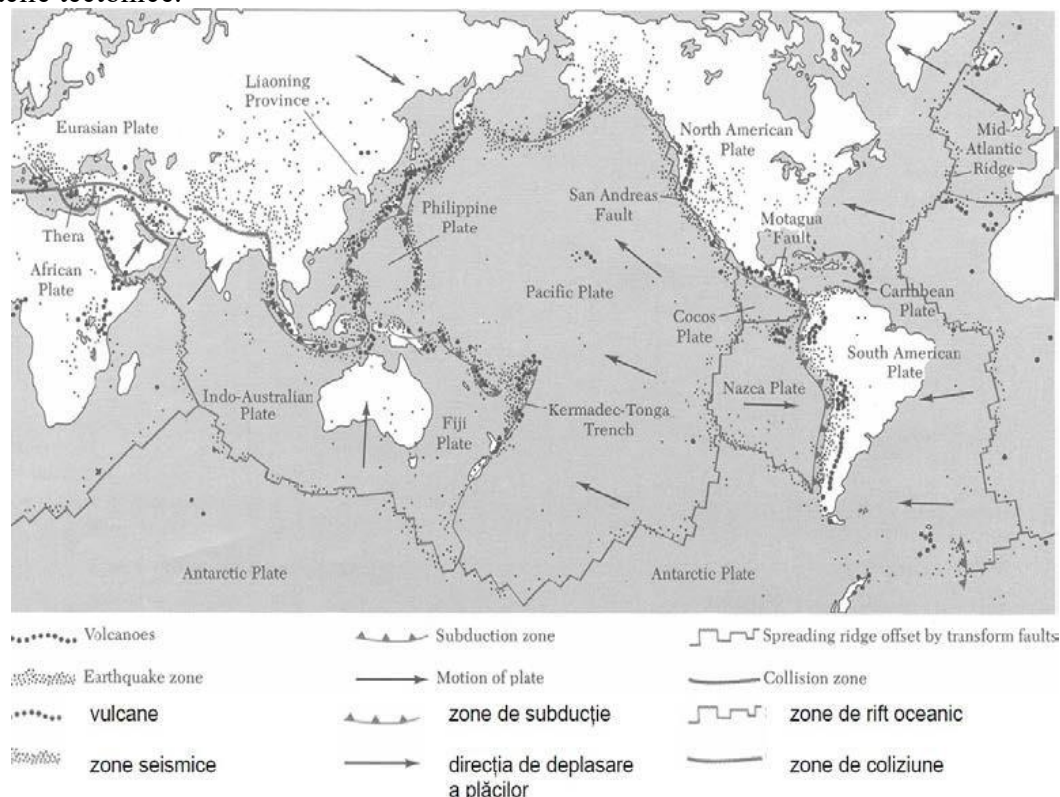 zone tectonice.
Liaoning
Province
Eurasian Plate
North American
Plate
Mid-
Atlantic
Ridge
San Andreas
Fault
Philippine
Plate
Motagua
Fault
Thera
African
Plate
Pacific Plate
Cocos
Plate
Caribbean
Plate
South American
Plate
Indo-Australian
Plate
Fiji
Plate
Kermadec-Tonga
Trench
Nazca Plate
Antarctic Plate
Antarctic Plate
Volcanoes
Subduction zone
Spreading ridge offset by transform faults
Earthquake zone
Motion of plate
Collision zone
vulcane
zone de subducție
zone de rift oceanic
zone seismice
direcția de deplasare
a plăcilor
zone de coliziune